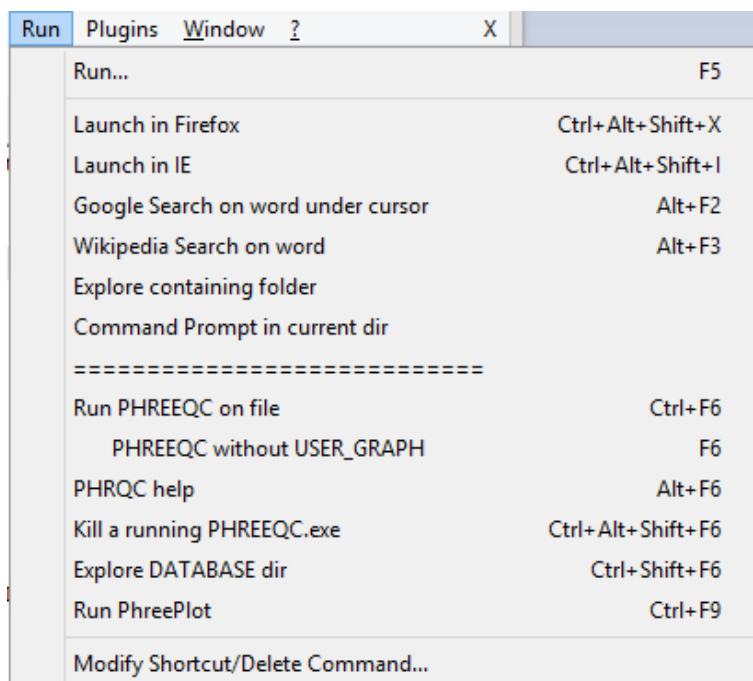 Run Plugins Window ? X
Run... F5
Launch in Firefox Ctrl+Alt+Shift+X
Launch in IE Ctrl+Alt+Shift+I
Google Search on word under cursor Alt+F2
Wikipedia Search on word Alt+F3
Explore containing folder
Command Prompt in current dir
============================
Run PHREEQC on file Ctrl+F6
PHREEQC without USER_GRAPH F6
PHRQC help Alt+F6
Kill a running PHREEQC.exe Ctrl+Alt+Shift+F6
Explore DATABASE dir Ctrl+Shift+F6
Run PhreePlot Ctrl+F9
Modify Shortcut/Delete Command...